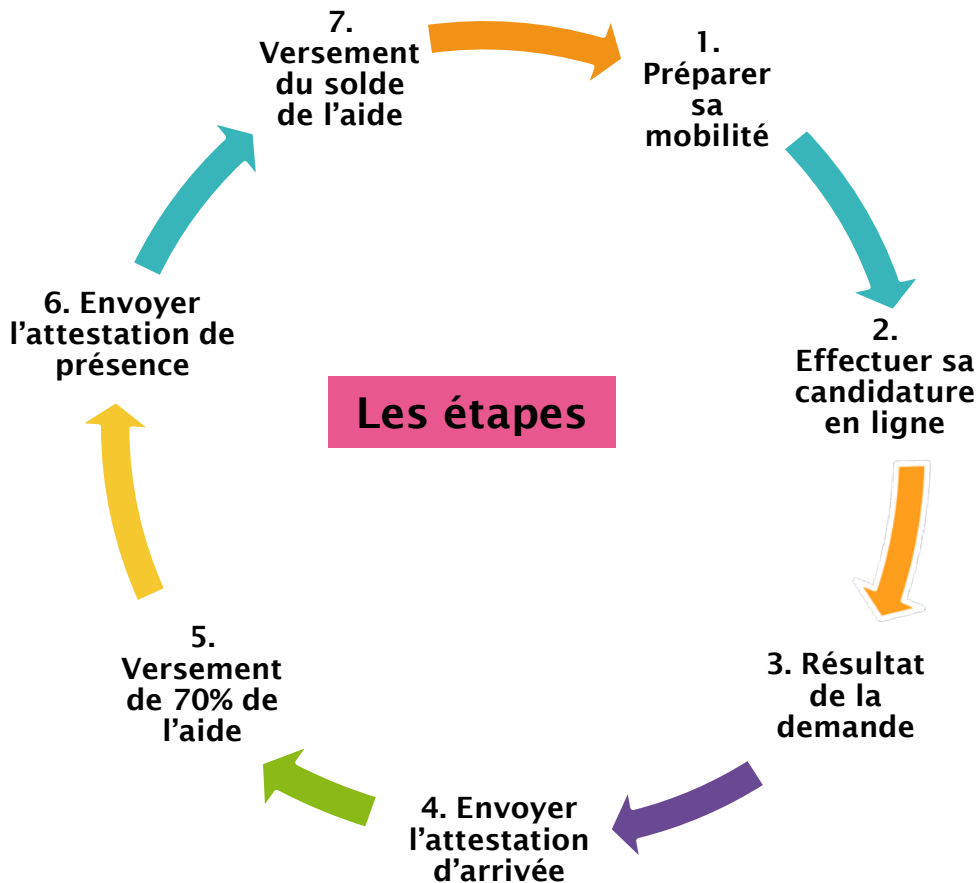 Les étapes
1.
Préparer
sa
mobilité
2.
Effectuer sa
candidature
en ligne
3. Résultat
de la
demande
4. Envoyer
l’attestation
d’arrivée
5.
Versement
de 70% de
l’aide
6. Envoyer
l’attestation de
présence
7.
Versement
du solde
de l’aide